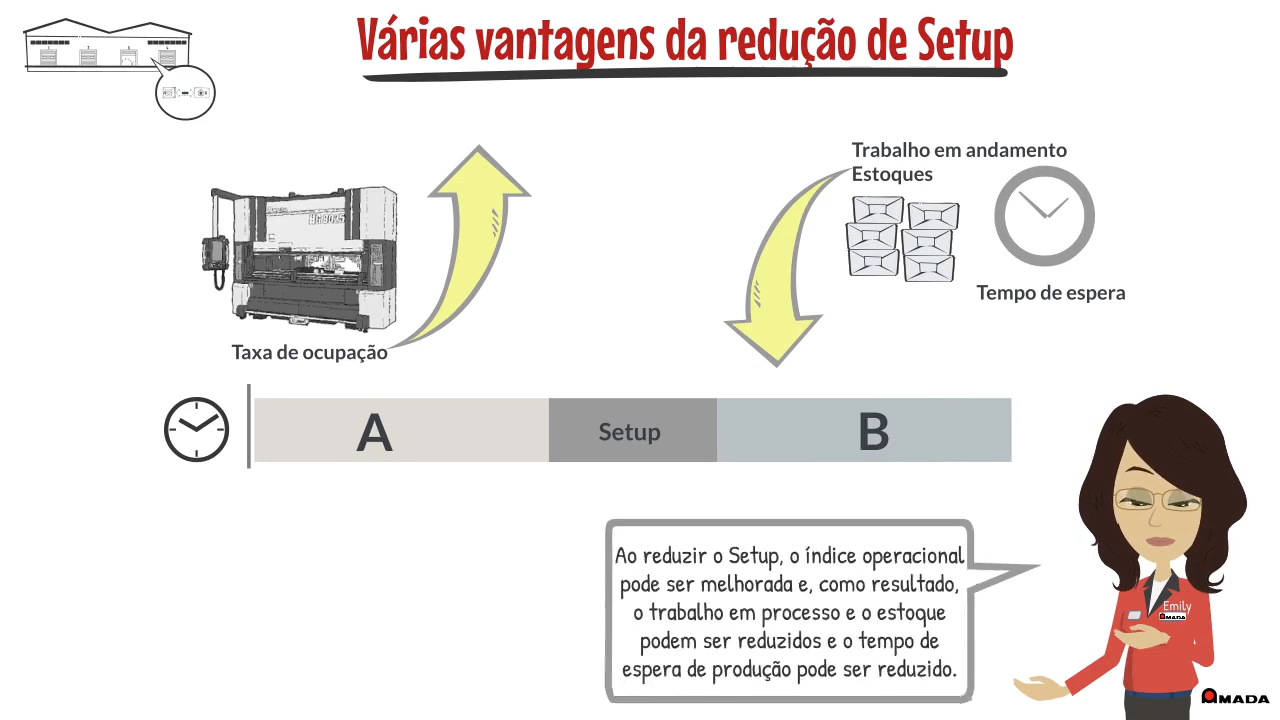 Várias vantagens da redução de Setup
Trabalho em andamento
Estoques
Tempo de espera
Taxa de ocupação
A
Setup
B
Ao reduzir o Setup, o índice operacional
pode ser melhorada e, como resultado,
o trabalho em processo e o estoque
podem ser reduzidos e o tempo de
espera de produção pode ser reduzido.
Emily
AMADA
AMADA